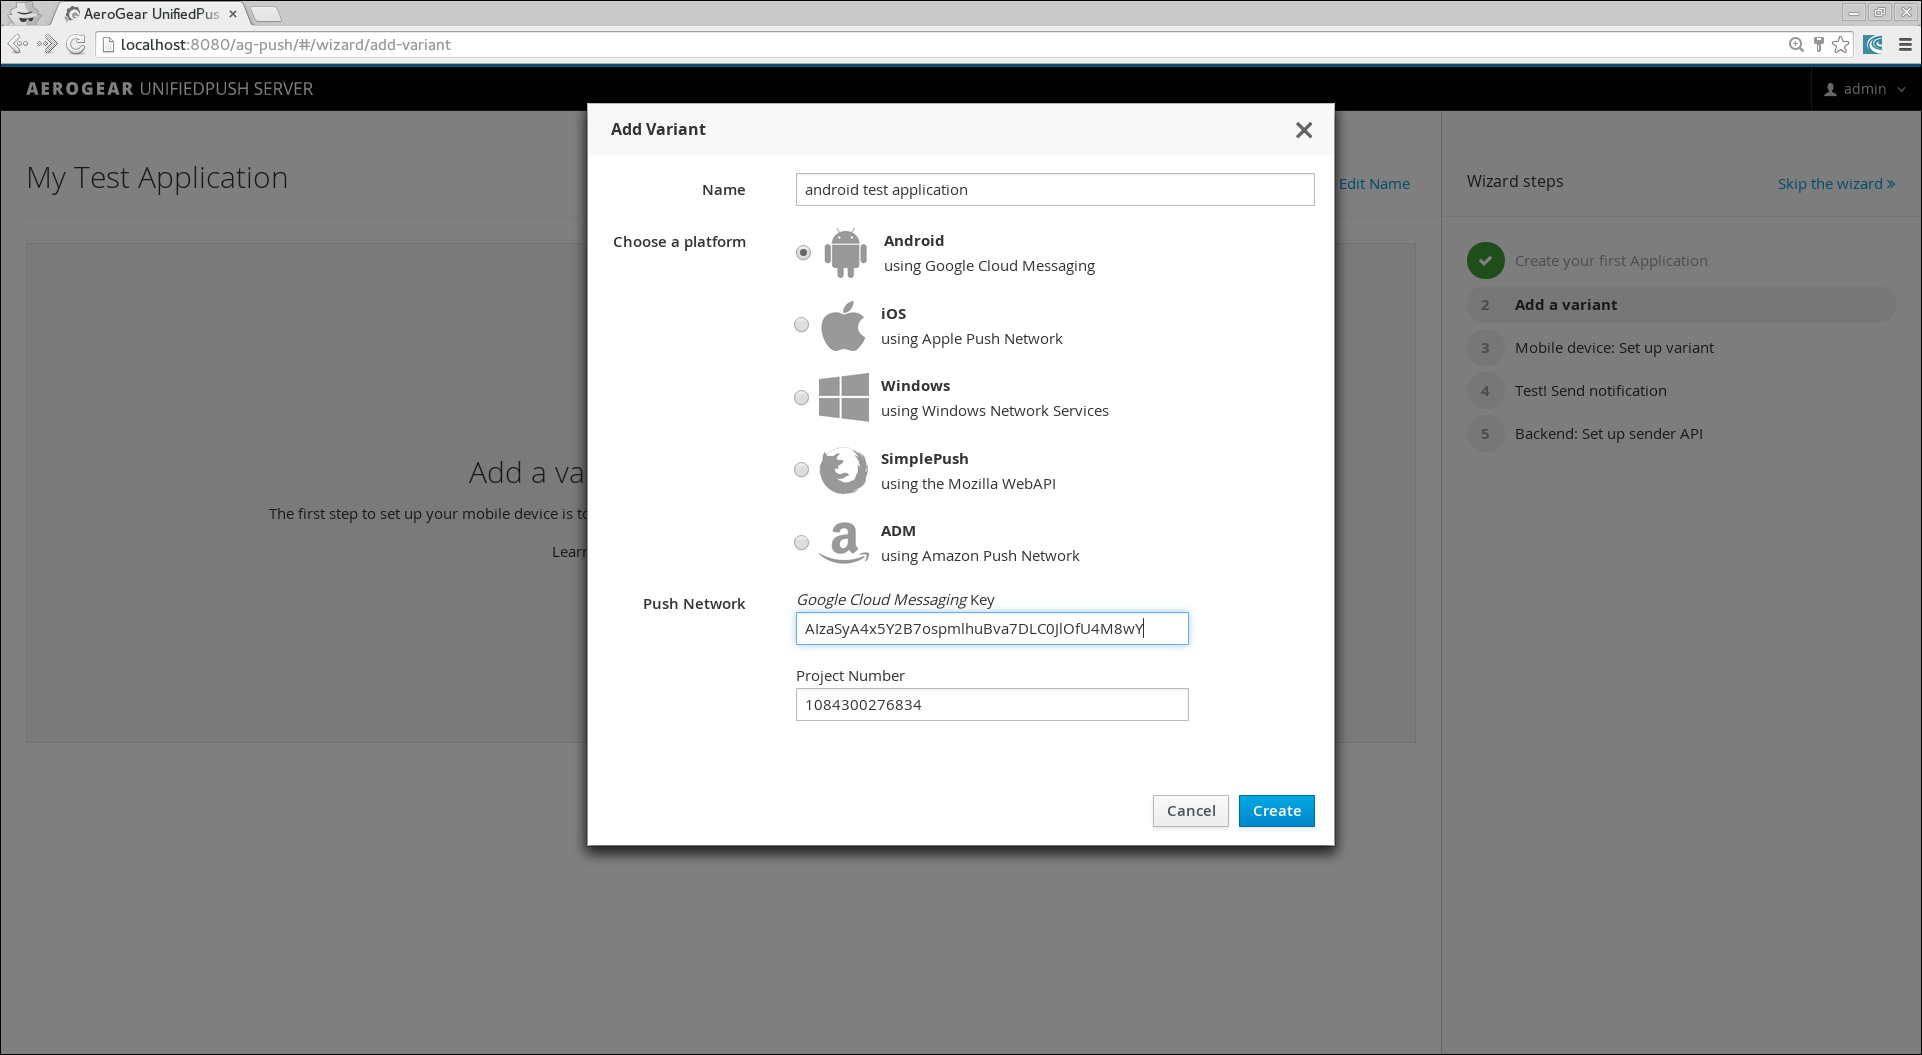 AeroGear UnifiedPus
localhost:8080/ag-push/#/wizard/add-variant
AEROGEAR UNIFIEDPUSH SERVER
admin
My Test Application
Edit Name
Add a va
The first step to set up your mobile device is to
Learn
Add Variant
Name
android test application
Choose a platform
Android
using Google Cloud Messaging
iOS
using Apple Push Network
Windows
using Windows Network Services
SimplePush
using the Mozilla WebAPI
ADM
using Amazon Push Network
Push Network
Google Cloud Messaging Key
AIzaSyA4x5Y2B7ospmlhuBva7DLC0JlOfU4M8wY
Project Number
1084300276834
Cancel
Create
Wizard steps
Skip the wizard »
Create your first Application
2 Add a variant
3 Mobile device: Set up variant
4 Test! Send notification
5 Backend: Set up sender API